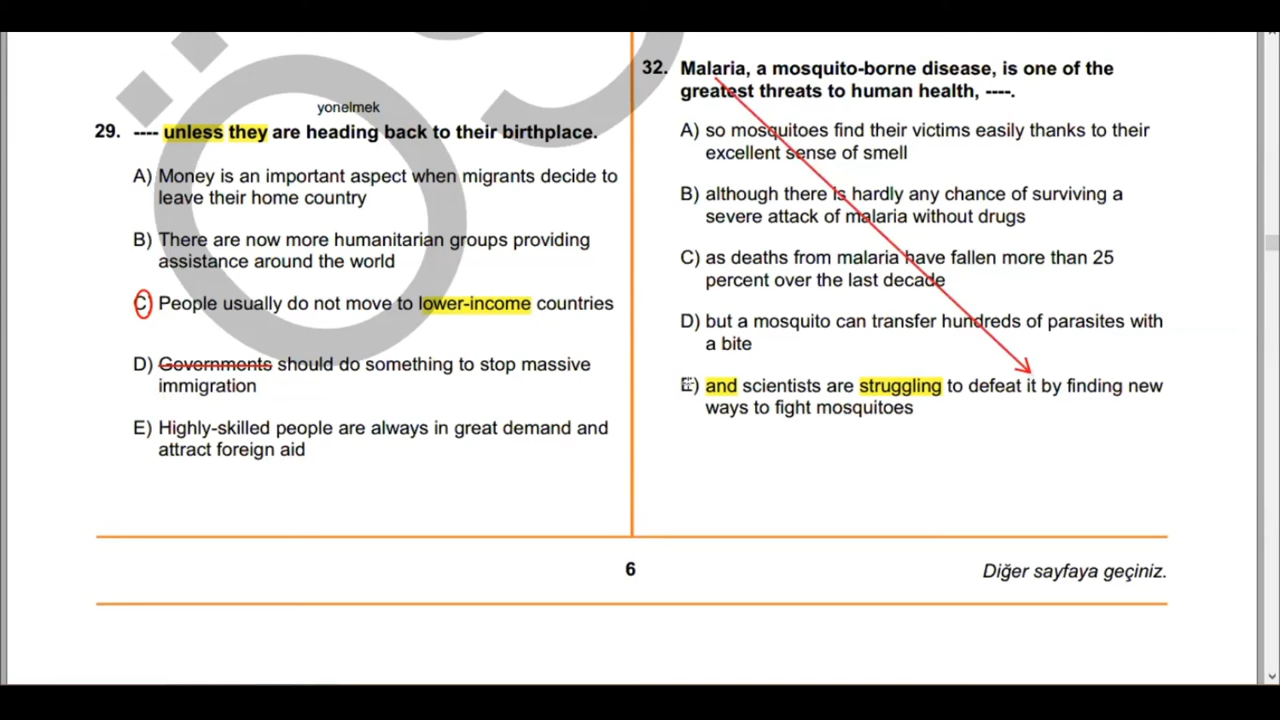 yonelmek
29. ---- unless they are heading back to their birthplace.
A) Money is an important aspect when migrants decide to
leave their home country
B) There are now more humanitarian groups providing
assistance around the world
C) People usually do not move to lower-income countries
D) Governments should do something to stop massive
immigration
E) Highly-skilled people are always in great demand and
attract foreign aid
32. Malaria, a mosquito-borne disease, is one of the
greatest threats to human health, ----.
A) so mosquitoes find their victims easily thanks to their
excellent sense of smell
B) although there is hardly any chance of surviving a
severe attack of malaria without drugs
C) as deaths from malaria have fallen more than 25
percent over the last decade
D) but a mosquito can transfer hundreds of parasites with
a bite
E) and scientists are struggling to defeat it by finding new
ways to fight mosquitoes
6
Diğer sayfaya geçiniz.